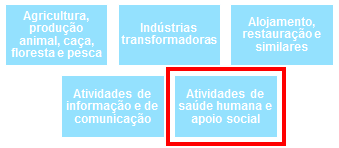 Agricultura,
produção
animal, caça,
floresta e pesca
Indústrias
transformadoras
Alojamento,
restauração e
similares
Atividades de
informação e de
comunicação
Atividades de
saúde humana e
apoio social